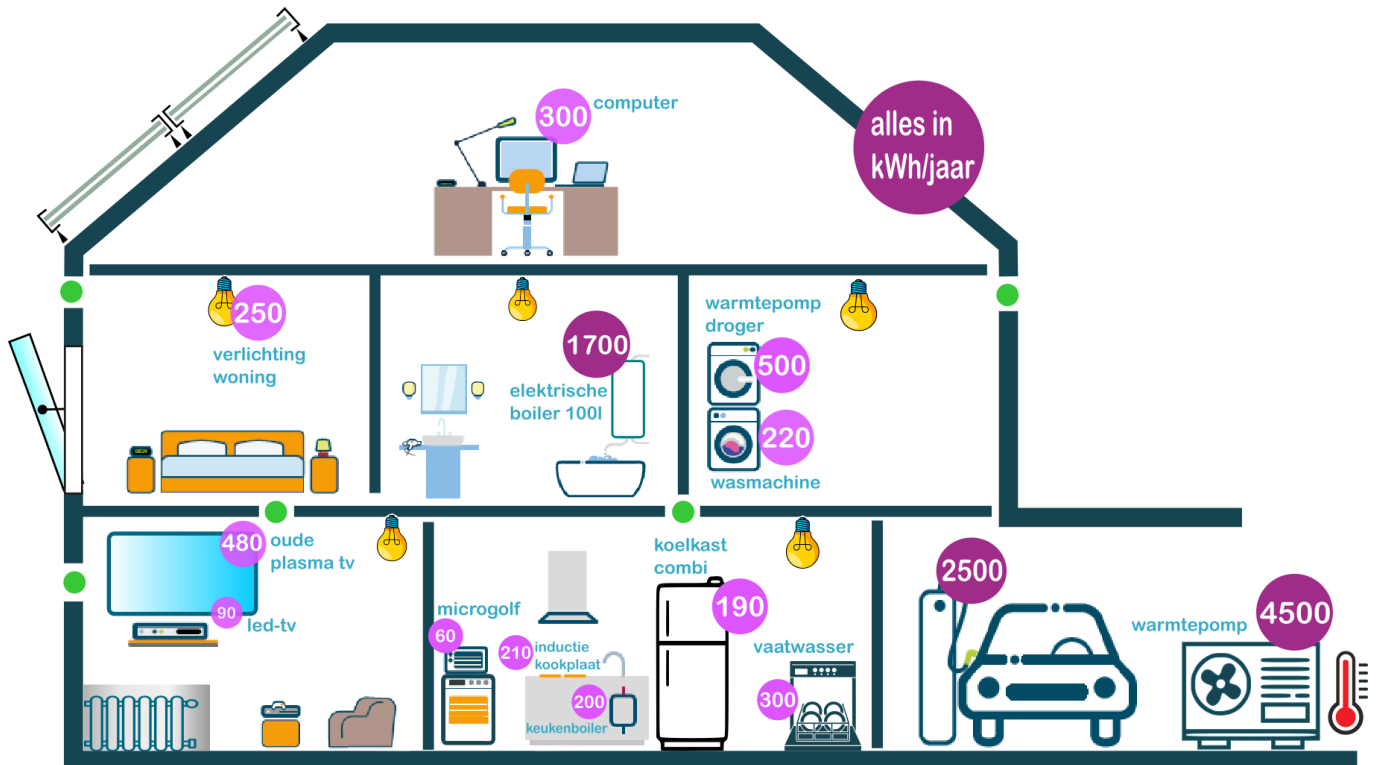 300
computer
alles in
kWh/jaar
250
verlichting
woning
1700
elektrische
boiler 100l
warmtepomp
droger
500
220
wasmachine
480
oude
plasma tv
90
led-tv
microgolf
60
210
inductie
kookplaat
200
keukenboiler
koelkast
combi
190
vaatwasser
300
2500
warmtepomp
4500